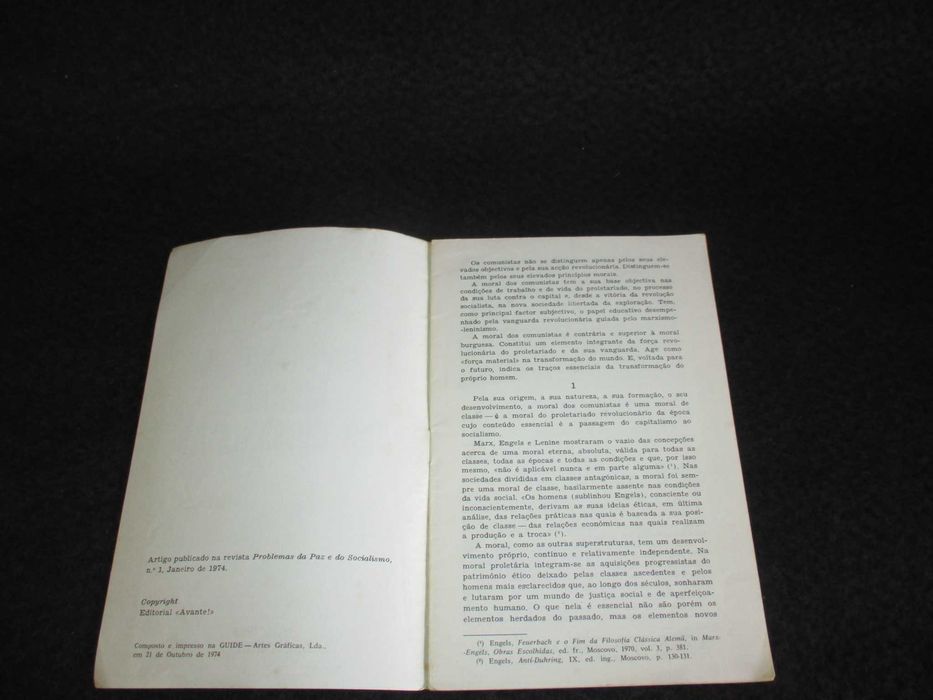 Artigo publicado na revista Problemas da Paz e do Socialismo,
n.º 1, Janeiro de 1974.
Copyright
Editorial «Avante!»
Composto e impresso na GUIDE — Artes Gráficas, Lda.,
em 21 de Outubro de 1974
Os comunistas não se distinguem apenas pelos seus ele-
vados objectivos e pela sua acção revolucionária. Distinguem-se
também pelos seus elevados princípios morais.
A moral dos comunistas tem a sua base objectiva nas
condições de trabalho e de vida do proletariado, no processo
da sua luta contra o capital e, desde a vitória da revolução
socialista, na nova sociedade libertada da exploração. Tem,
como principal factor subjectivo, o papel educativo desempe-
nhado pela vanguarda revolucionária guiada pelo marxismo-
-leninismo.
A moral dos comunistas é contrária e superior à moral
burguesa. Constitui um elemento integrante da força revo-
lucionária do proletariado e da sua vanguarda. Age como
«força material» na transformação do mundo. E, voltada para
o futuro, indica os traços essenciais da transformação do
próprio homem.
1
Pela sua origem, a sua natureza, a sua formação, o seu
desenvolvimento, a moral dos comunistas é uma moral de
classe — é a moral do proletariado revolucionário da época
cujo conteúdo essencial é a passagem do capitalismo ao
socialismo.
Marx, Engels e Lenine mostraram o vazio das concepções
acerca de uma moral eterna, absoluta, válida para todas as
classes, todas as épocas e todas as condições e que, por isso
mesmo, «não é aplicável nunca e em parte alguma» (¹). Nas
sociedades divididas em classes antagónicas, a moral foi sem-
pre uma moral de classe, basilarmente assente nas condições
da vida social. «Os homens (sublinhou Engels), consciente ou
inconscientemente, derivam as suas ideias éticas, em última
análise, das relações práticas nas quais é baseada a sua posi-
ção de classe — das relações económicas nas quais realizam
a produção e a troca» (²).
A moral, como as outras superstruturas, tem um desenvol-
vimento próprio, contínuo e relativamente independente. Na
moral proletária integram-se as aquisições progressistas do
património ético deixado pelas classes ascedentes e pelos
homens mais esclarecidos que, ao longo dos séculos, sonharam
e lutaram por um mundo de justiça social e de aperfeiçoa-
mento humano. O que nela é essencial não são porém os
elementos herdados do passado, mas os elementos novos
(¹) Engels, Feuerbach e o Fim da Filosofia Clássica Alemã, in Marx-
-Engels, Obras Escolhidas, ed. fr., Moscovo, 1970, vol. 3, p. 381.
(²) Engels, Anti-Duhring, IX, ed. ing., Moscovo, p. 130-131.